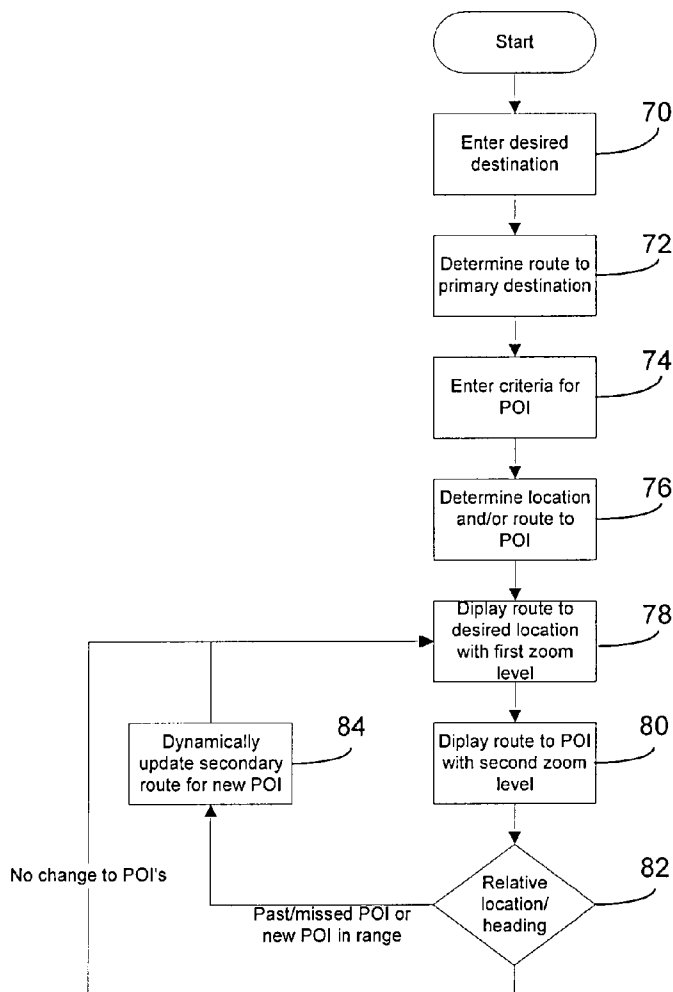 Start
Enter desired
destination
70
Determine route to
primary destination
72
Enter criteria for
POI
74
Determine location
and/or route to
POI
76
Diplay route to
desired location
with first zoom
level
78
Diplay route to POI
with second zoom
level
80
Dynamically
update secondary
route for new POI
84
Relative
location/
heading
82
No change to POI's
Past/missed POI or
new POI in range